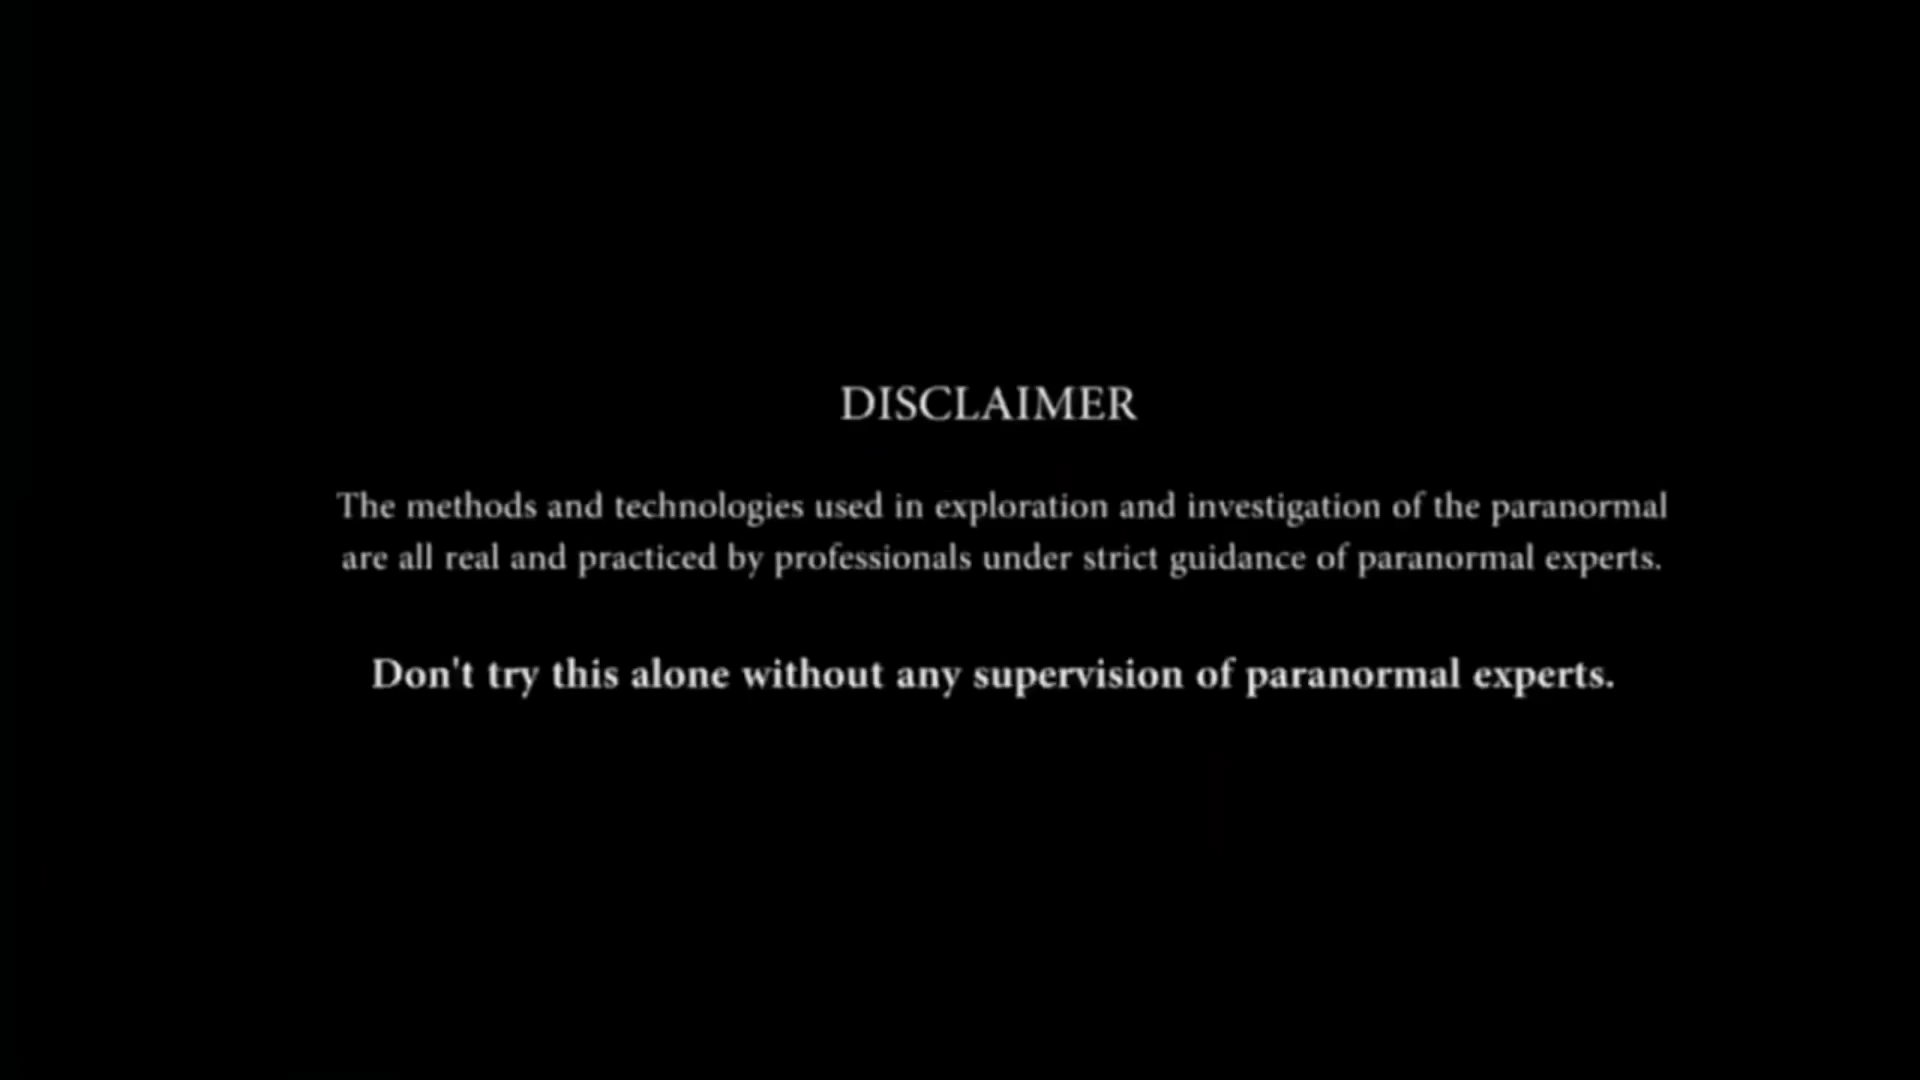 DISCLAIMER
The methods and technologies used in exploration and investigation of the paranormal
are all real and practiced by professionals under strict guidance of paranormal experts.
Don't try this alone without any supervision of paranormal experts.